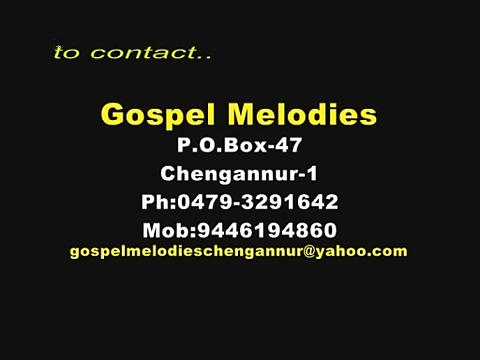 to contact..
Gospel Melodies
P.O.Box-47
Chengannur-1
Ph:0479-3291642
Mob:9446194860
gospelmelodieschengannur@yahoo.com